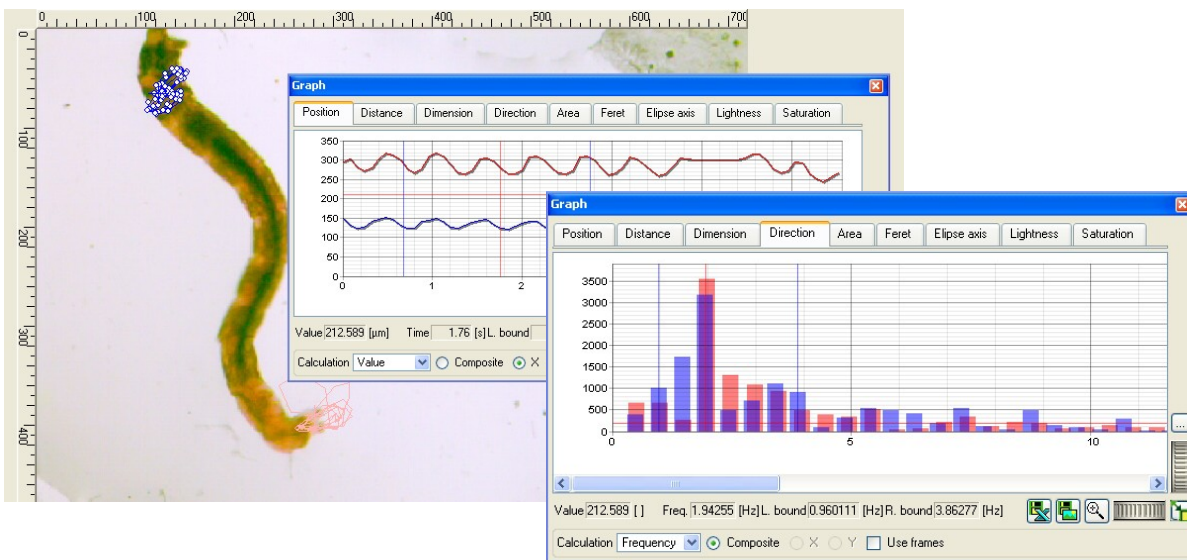 0 100 200 300 400 500 600 700
0
100
200
300
400
Graph
Position Distance Dimension Direction Area Feret Elipse axis Lightness Saturation
350
300
250
200
150
100
50
0
0 1 2
Value 212.589 [µm] Time 1.76 [s] L. bound
Calculation Value Composite X
Graph
Position Distance Dimension Direction Area Feret Elipse axis Lightness Saturation
3500
3000
2500
2000
1500
1000
500
0
0 5 10
...
Value 212.589 [ ] Freq. 1.94255 [Hz] L. bound 0.960111 [Hz] R. bound 3.86277 [Hz]
Calculation Frequency Composite X Y Use frames